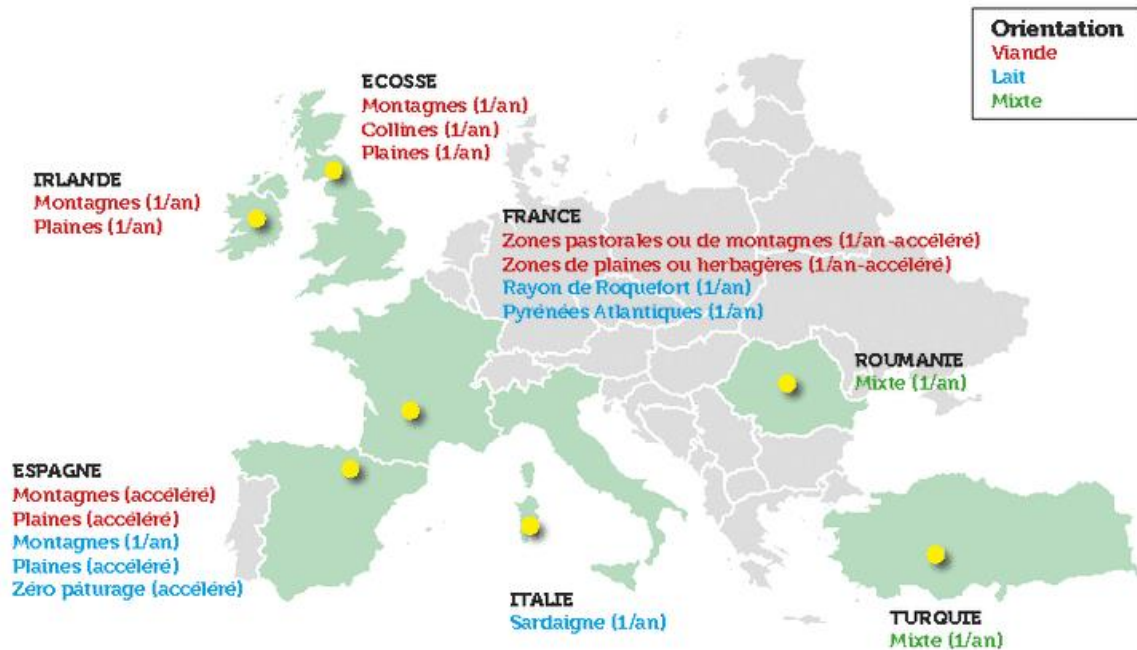 Orientation
Viande
Lait
Mixte
ECOSSE
Montagnes (1/an)
Collines (1/an)
Plaines (1/an)
IRLANDE
Montagnes (1/an)
Plaines (1/an)
FRANCE
Zones pastorales ou de montagnes (1/an-accéléré)
Zones de plaines ou herbagères (1/an-accéléré)
Rayon de Roquefort (1/an)
Pyrénées Atlantiques (1/an)
ROUMANIE
Mixte (1/an)
ESPAGNE
Montagnes (accéléré)
Plaines (accéléré)
Montagnes (1/an)
Plaines (accéléré)
Zéro pâturage (accéléré)
ITALIE
Sardaigne (1/an)
TURQUIE
Mixte (1/an)